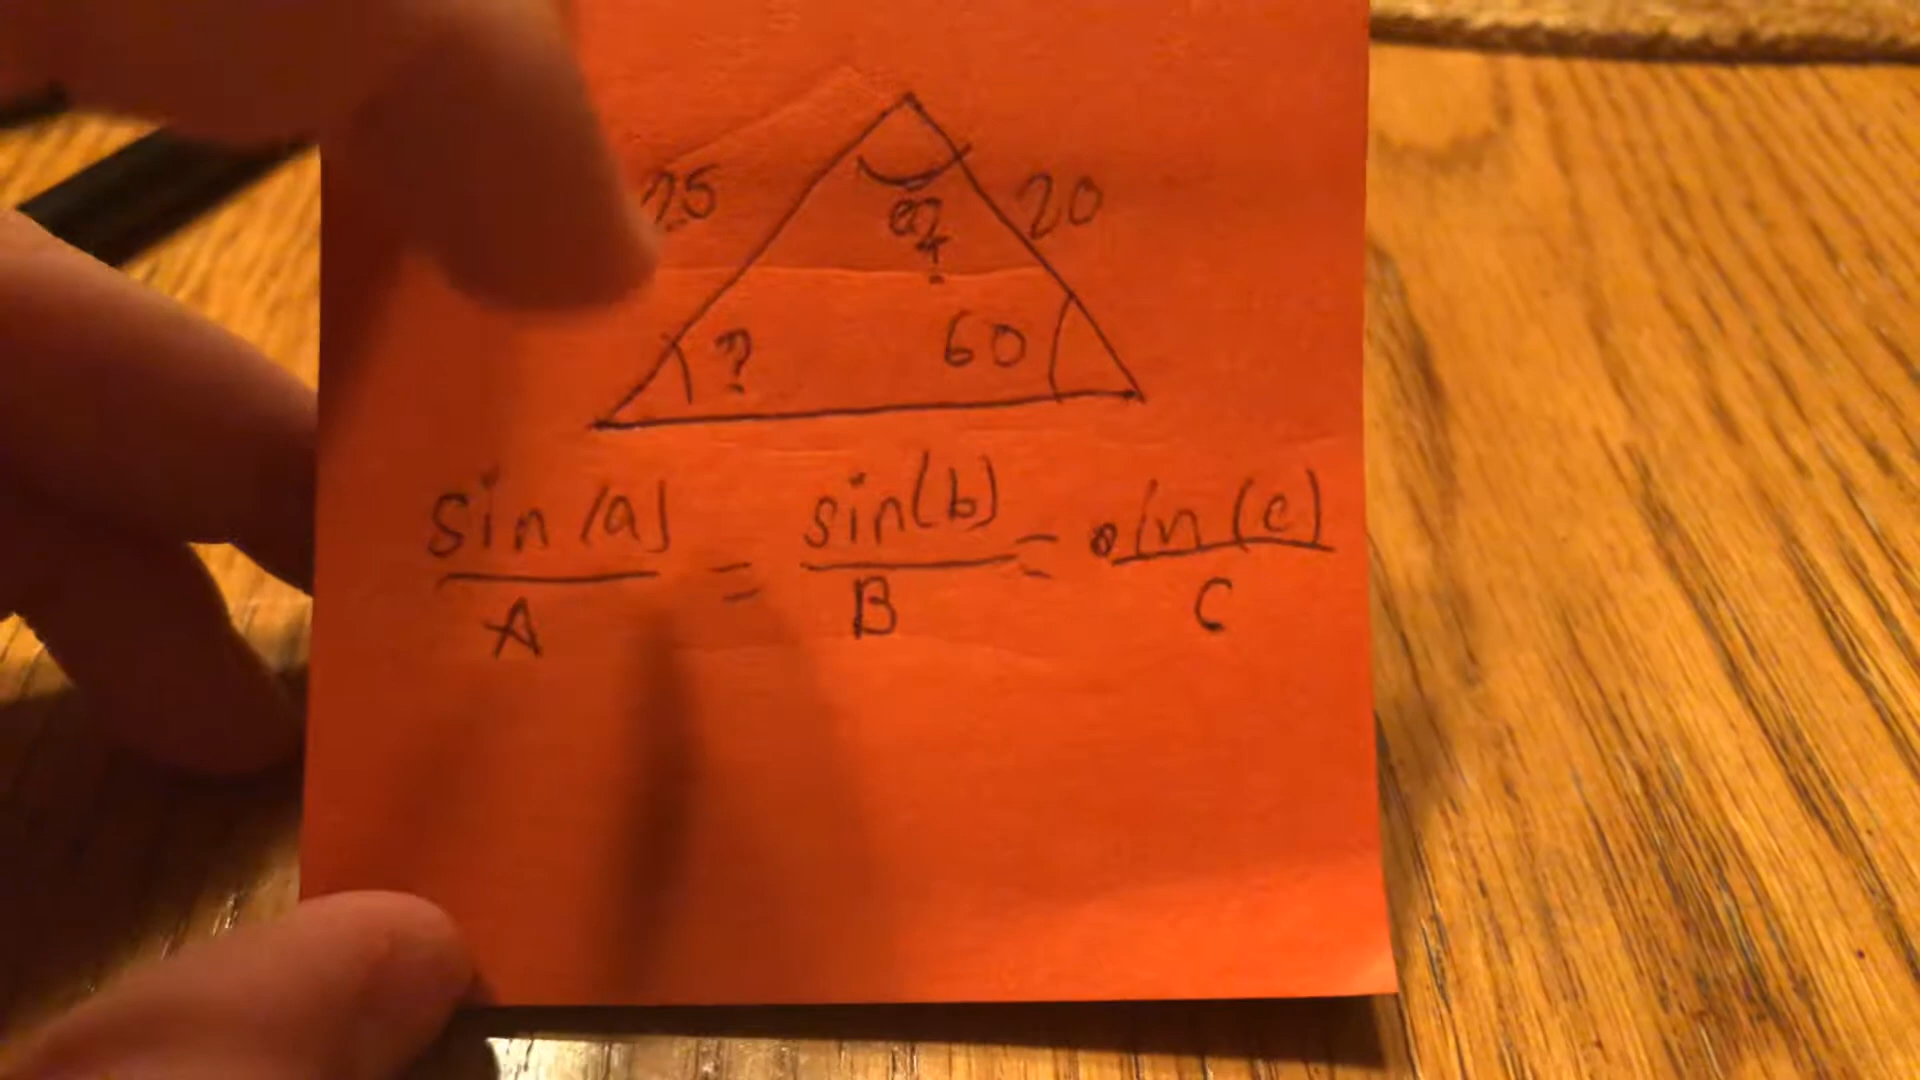 25 20
?
? 60
sin(a) = sin(b) = sin(c)
A B C